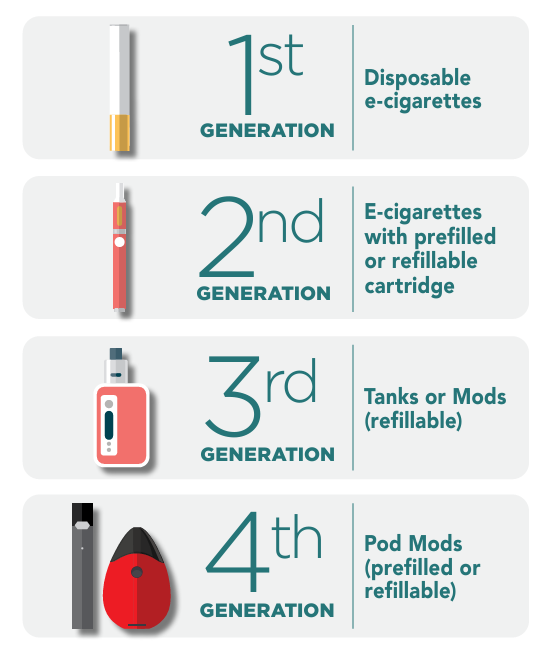 1st
GENERATION
Disposable
e-cigarettes
2nd
GENERATION
E-cigarettes
with prefilled
or refillable
cartridge
3rd
GENERATION
Tanks or Mods
(refillable)
4th
GENERATION
Pod Mods
(prefilled or
refillable)